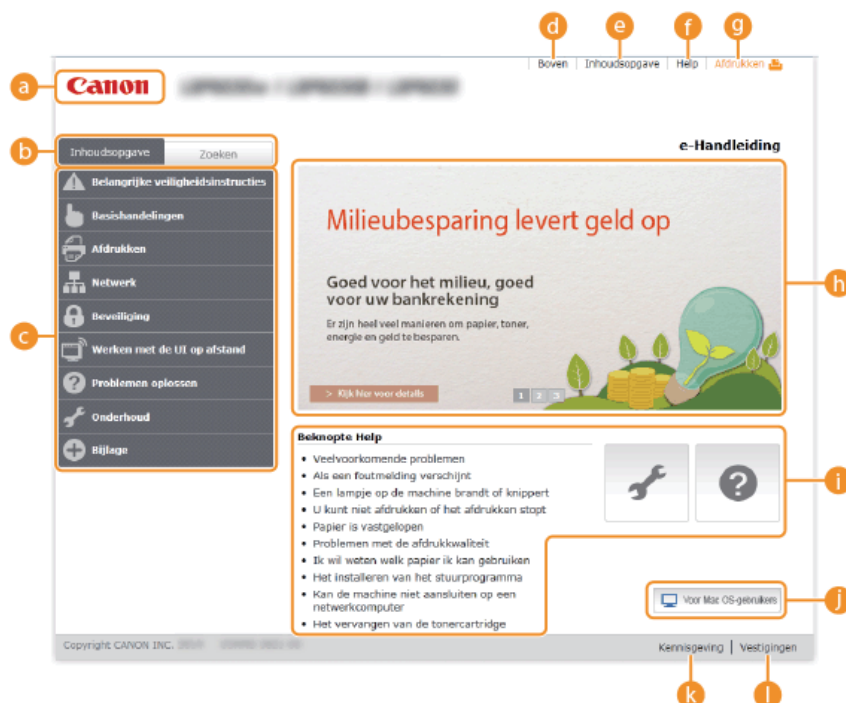 d e f g
Boven | Inhoudsopgave | Help | Afdrukken
a Canon
b Inhoudsopgave Zoeken
e-Handleiding
Belangrijke veiligheidsinstructies
Basishandelingen
Afdrukken
Netwerk
Beveiliging
c Werken met de UI op afstand
Problemen oplossen
Onderhoud
Bijlage
Milieubesparing levert geld op
h
Goed voor het milieu, goed
voor uw bankrekening
Er zijn heel veel manieren om papier, toner,
energie en geld te besparen.
> Kijk hier voor details
1 2 3
Beknopte Help
• Veelvoorkomende problemen
• Als een foutmelding verschijnt
• Een lampje op de machine brandt of knippert
• U kunt niet afdrukken of het afdrukken stopt
• Papier is vastgelopen
• Problemen met de afdrukkwaliteit
• Ik wil weten welk papier ik kan gebruiken
• Het installeren van het stuurprogramma
• Kan de machine niet aansluiten op een
netwerkcomputer
• Het vervangen van de tonercartridge
i
Voor Mac OS-gebruikers j
Copyright CANON INC.
Kennisgeving | Vestigingen
k l